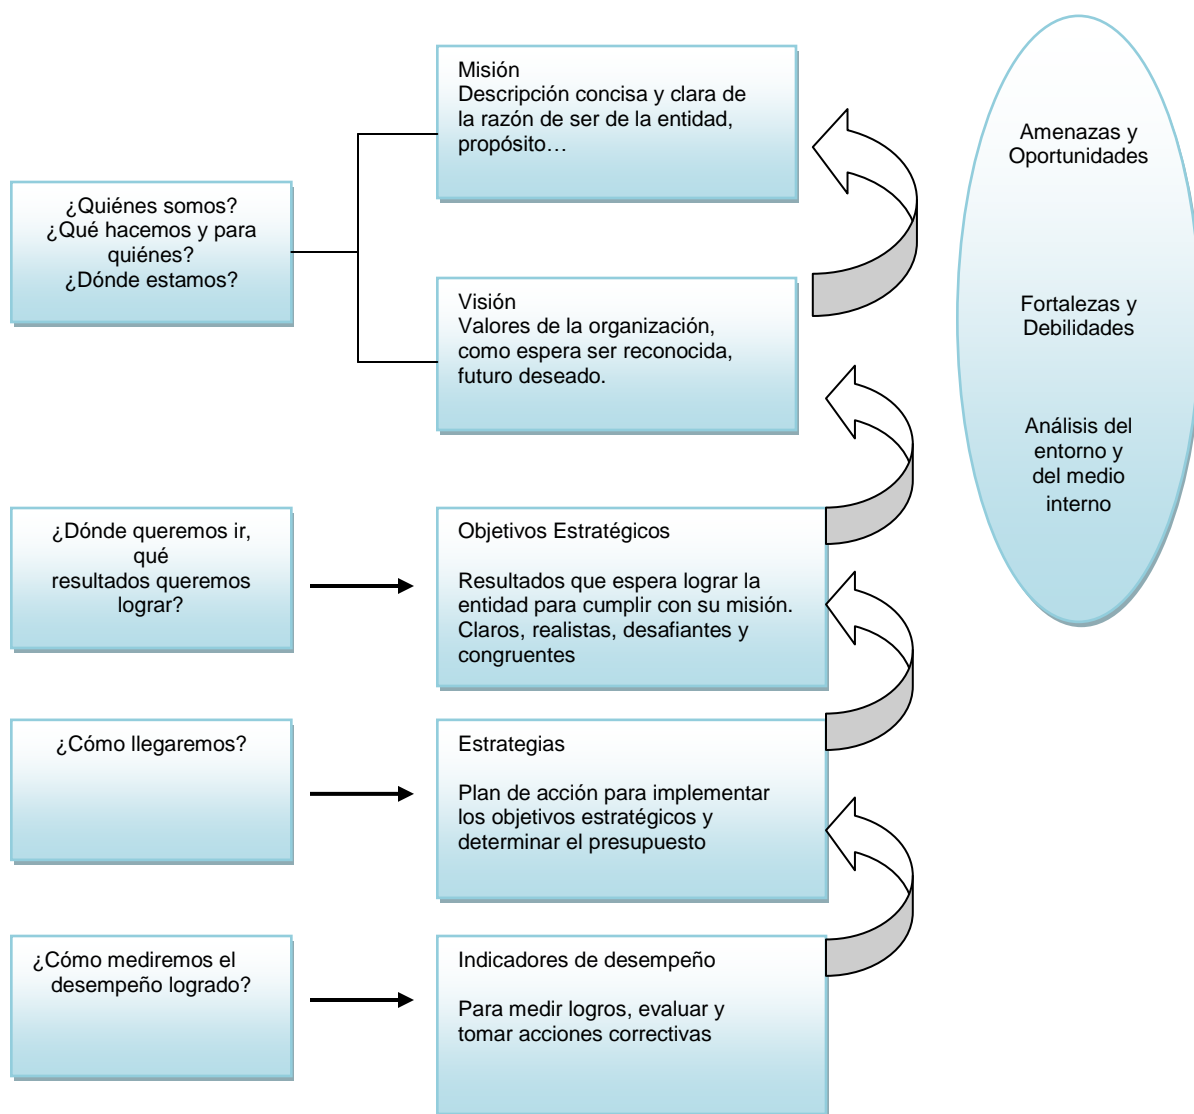 Misión
Descripción concisa y clara de
la razón de ser de la entidad,
propósito…
Amenazas y
Oportunidades
¿Quiénes somos?
¿Qué hacemos y para
quiénes?
¿Dónde estamos?
Visión
Valores de la organización,
como espera ser reconocida,
futuro deseado.
Fortalezas y
Debilidades
Análisis del
entorno y
del medio
interno
¿Dónde queremos ir,
qué
resultados queremos
lograr?
Objetivos Estratégicos
Resultados que espera lograr la
entidad para cumplir con su misión.
Claros, realistas, desafiantes y
congruentes
¿Cómo llegaremos?
Estrategias
Plan de acción para implementar
los objetivos estratégicos y
determinar el presupuesto
¿Cómo mediremos el
desempeño logrado?
Indicadores de desempeño
Para medir logros, evaluar y
tomar acciones correctivas